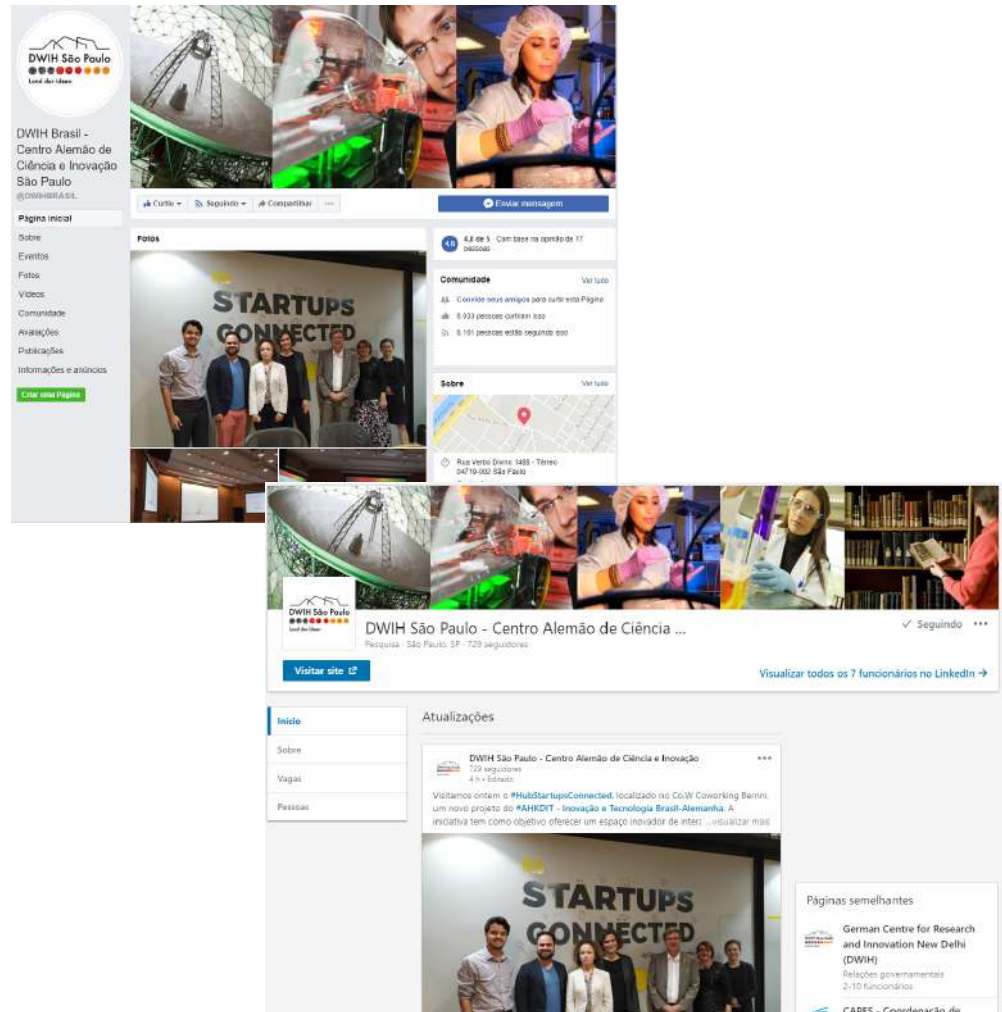 DWIH São Paulo
Land der Ideen
DWIH Brasil -
Centro Alemão de
Ciência e Inovação
São Paulo
@DWIHBRASIL
Página inicial
Sobre
Eventos
Fotos
Vídeos
Comunidade
Avaliações
Publicações
Informações e anúncios
Criar uma Página
Curtiu
Seguindo
Compartilhar
Enviar mensagem
Fotos
HUB
STARTUPS
CONNECTED
4,8
4,8 de 5 · Com base na opinião de 17
pessoas
Comunidade
Ver tudo
Convide seus amigos para curtir esta Página
pessoas curtiram isso
pessoas estão seguindo isso
Sobre
Ver tudo
Rua Verbo Divino 1488 - Térreo
04719-002 São Paulo
DWIH São Paulo
Land der Ideen
DWIH São Paulo - Centro Alemão de Ciência ...
Pesquisa · São Paulo, SP · 729 seguidores
Seguindo
Visitar site
Visualizar todos os 7 funcionários no LinkedIn
Início
Sobre
Vagas
Pessoas
Atualizações
DWIH São Paulo - Centro Alemão de Ciência e Inovação
729 seguidores
4 h • Editado
Visitamos ontem o #HubStartupsConnected, localizado no Co.W Coworking Berrini,
um novo projeto do #AHKDIT - Inovação e Tecnologia Brasil-Alemanha. A
iniciativa tem como objetivo oferecer um espaço inovador de inter ...visualizar mais
HUB
STARTUPS
CONNECTED
Páginas semelhantes
German Centre for Research
and Innovation New Delhi
(DWIH)
Relações governamentais
2-10 funcionários
CAPES - Coordenação de